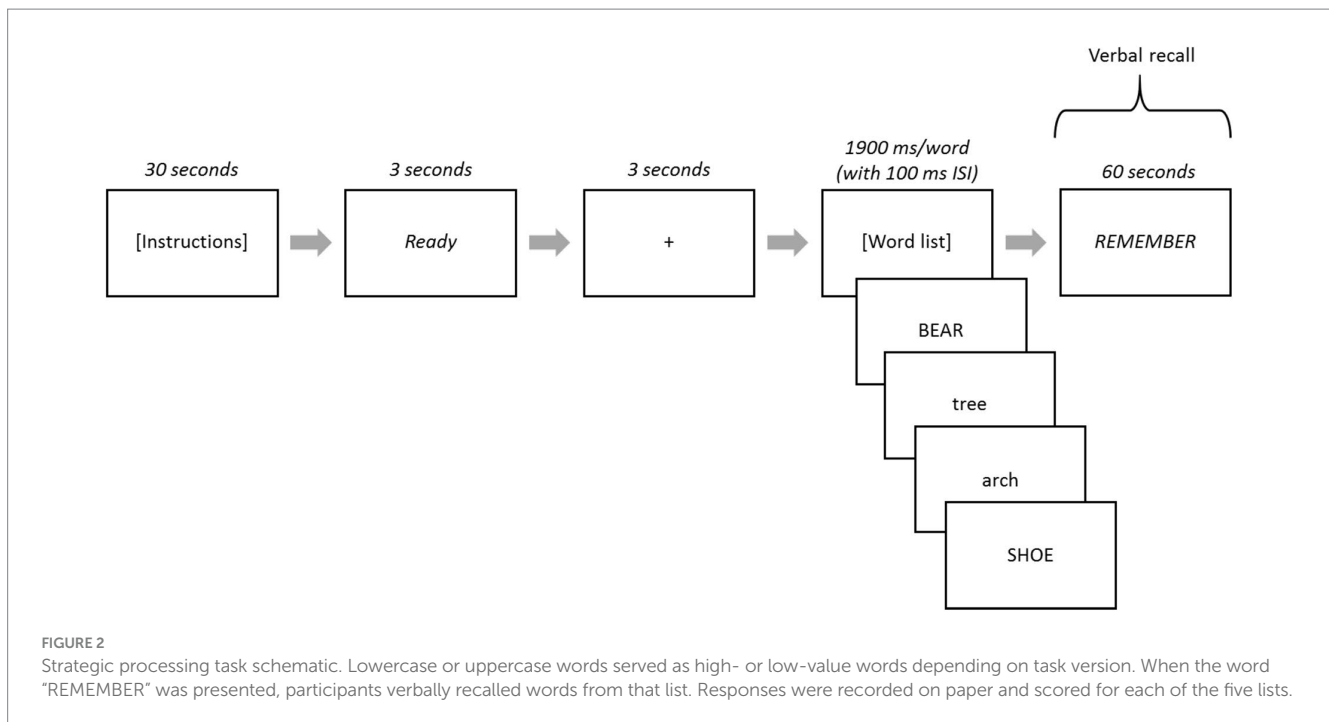 Verbal recall
30 seconds
3 seconds
3 seconds
1900 ms/word
(with 100 ms ISI)
60 seconds
[Instructions]
Ready
+
[Word list]
REMEMBER
BEAR
tree
arch
SHOE
FIGURE 2
Strategic processing task schematic. Lowercase or uppercase words served as high- or low-value words depending on task version. When the word
“REMEMBER” was presented, participants verbally recalled words from that list. Responses were recorded on paper and scored for each of the five lists.